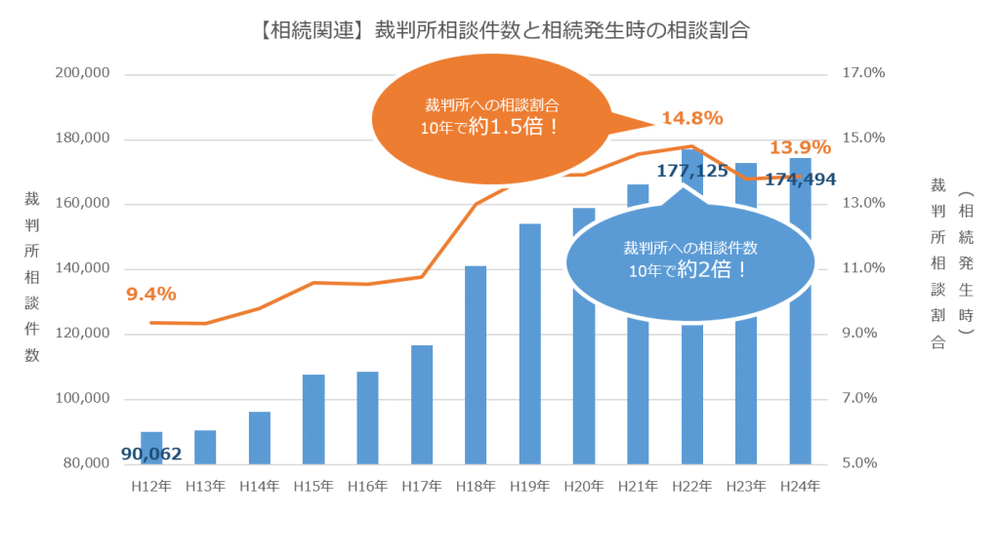 【相続関連】裁判所相談件数と相続発生時の相談割合
200,000
180,000
160,000
140,000
120,000
100,000
80,000
17.0%
15.0%
13.0%
11.0%
9.0%
7.0%
5.0%
裁判所相談件数
裁判所相談割合
（相続発生時）
裁判所への相談割合
10年で約1.5倍！
14.8%
13.9%
177,125
174,494
裁判所への相談件数
10年で約2倍！
9.4%
90,062
H12年 H13年 H14年 H15年 H16年 H17年 H18年 H19年 H20年 H21年 H22年 H23年 H24年